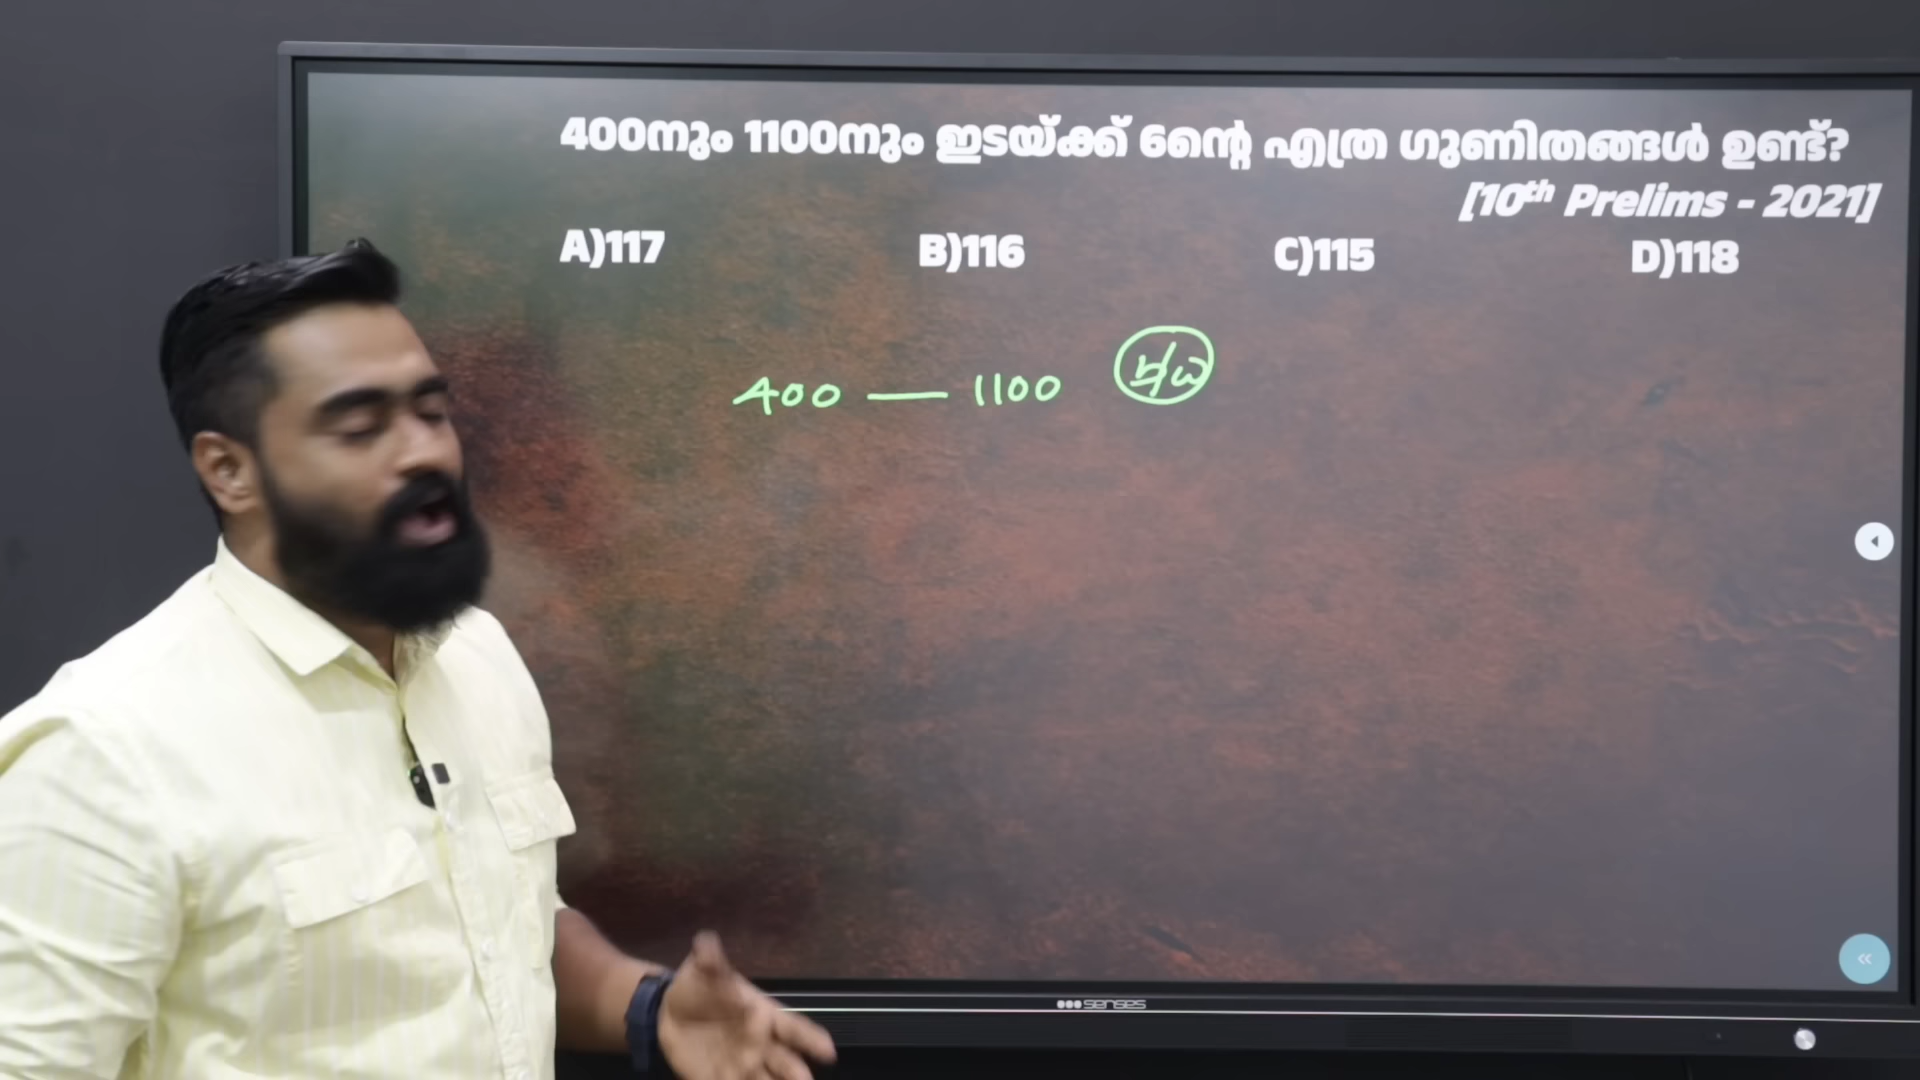 400നും 1100നും ഇടയ്ക്ക് 6ന്റെ എത്ര ഗുണിതങ്ങൾ ഉണ്ട്?
[10th Prelims - 2021]
A)117 B)116 C)115 D)118
400 — 1100 b/w
senses